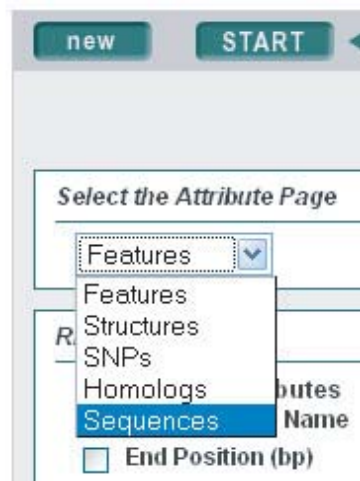 new START
Select the Attribute Page
Features
Features
Structures
SNPs
Homologs
Sequences
R
butes
Name
End Position (bp)